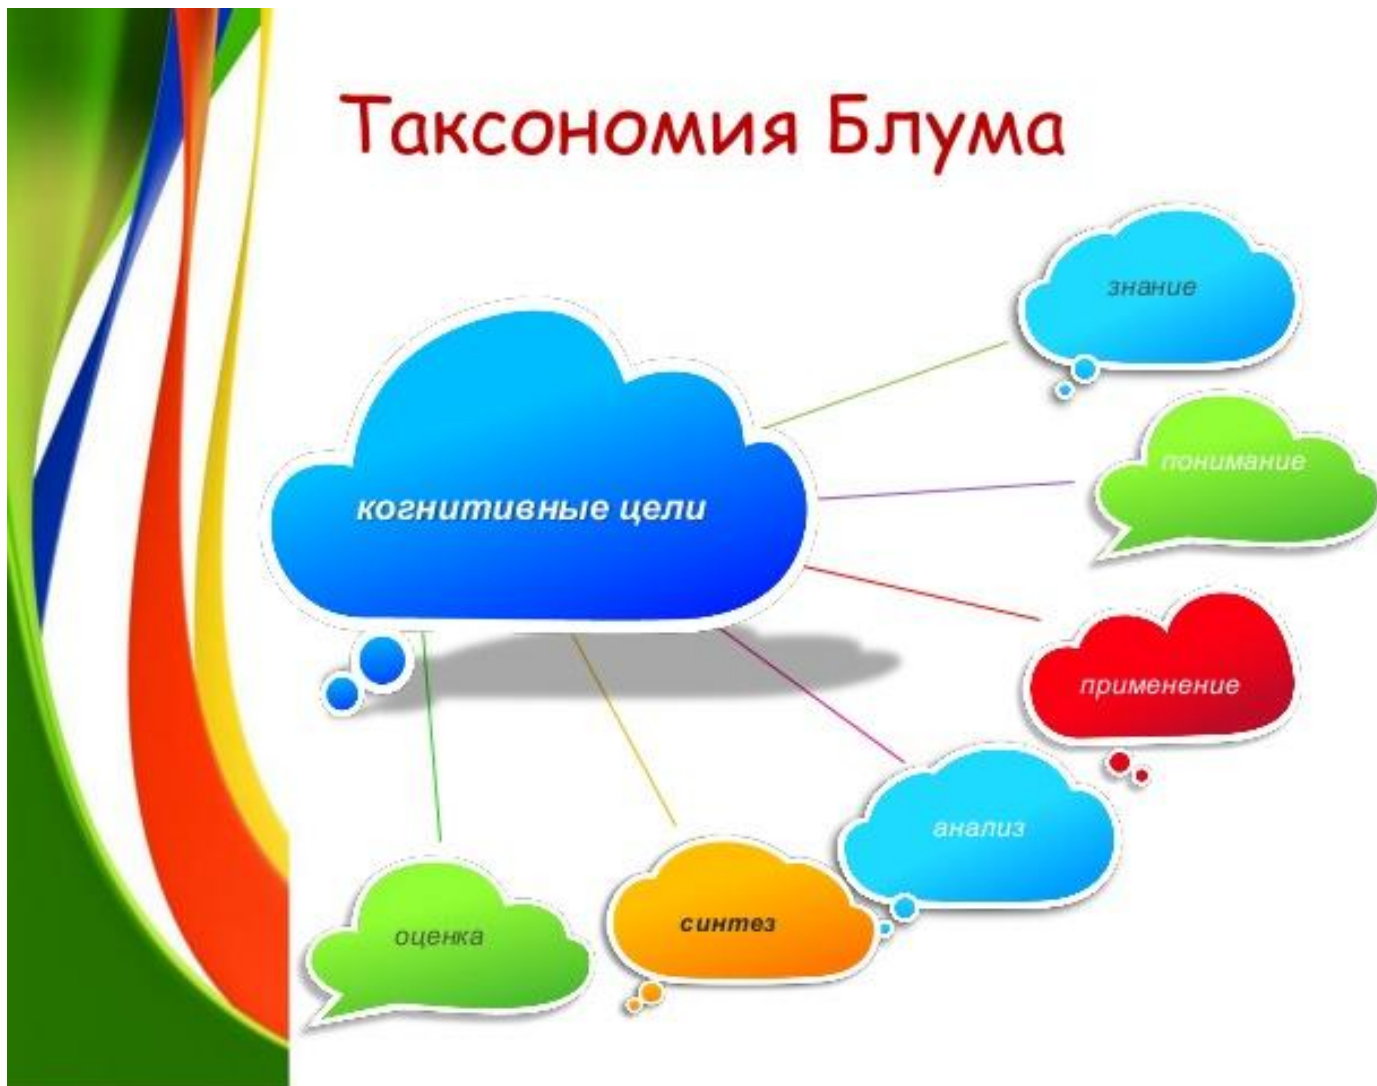 Таксономия Блума
знание
понимание
когнитивные цели
применение
анализ
синтез
оценка